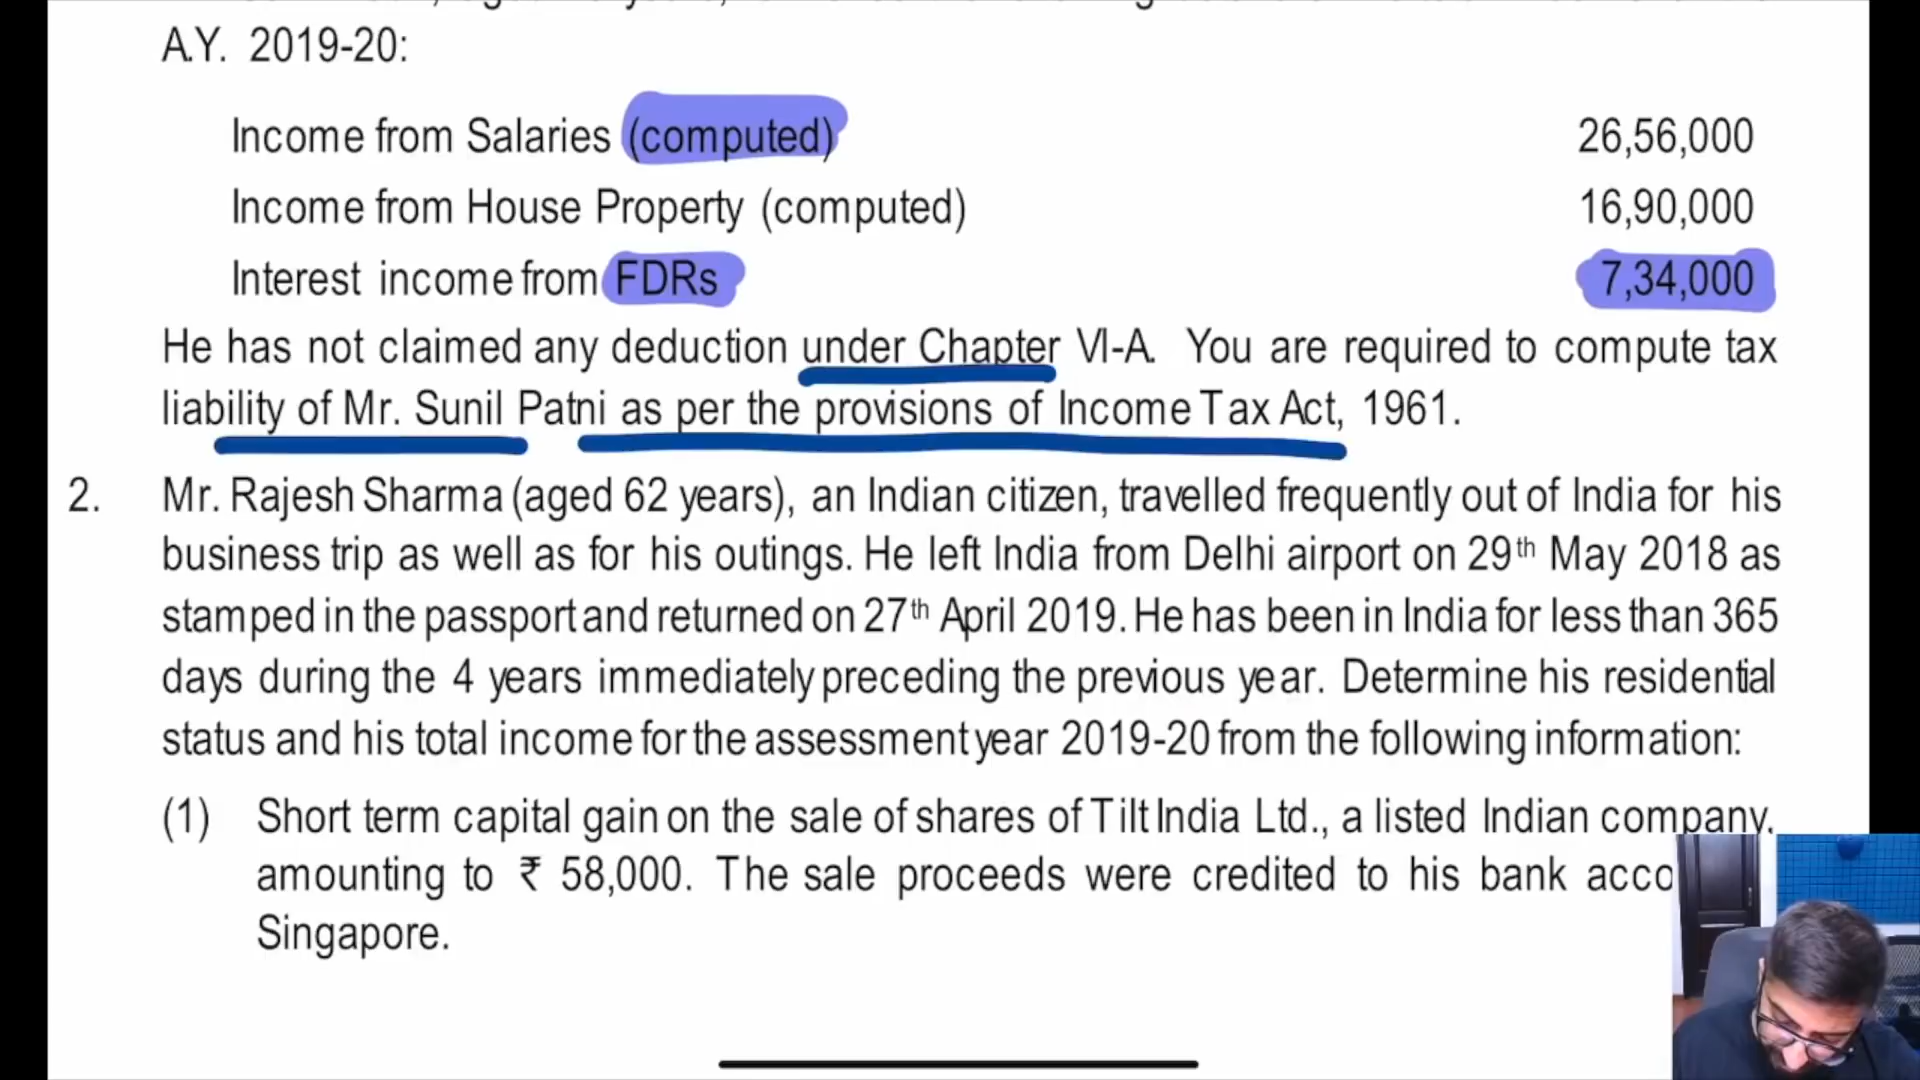 A.Y. 2019-20:
Income from Salaries (computed) 26,56,000
Income from House Property (computed) 16,90,000
Interest income from FDRs 7,34,000
He has not claimed any deduction under Chapter VI-A. You are required to compute tax
liability of Mr. Sunil Patni as per the provisions of Income Tax Act, 1961.
2. Mr. Rajesh Sharma (aged 62 years), an Indian citizen, travelled frequently out of India for his
business trip as well as for his outings. He left India from Delhi airport on 29th May 2018 as
stamped in the passport and returned on 27th April 2019. He has been in India for less than 365
days during the 4 years immediately preceding the previous year. Determine his residential
status and his total income for the assessment year 2019-20 from the following information:
(1) Short term capital gain on the sale of shares of Tilt India Ltd., a listed Indian company,
amounting to ₹ 58,000. The sale proceeds were credited to his bank
Singapore.